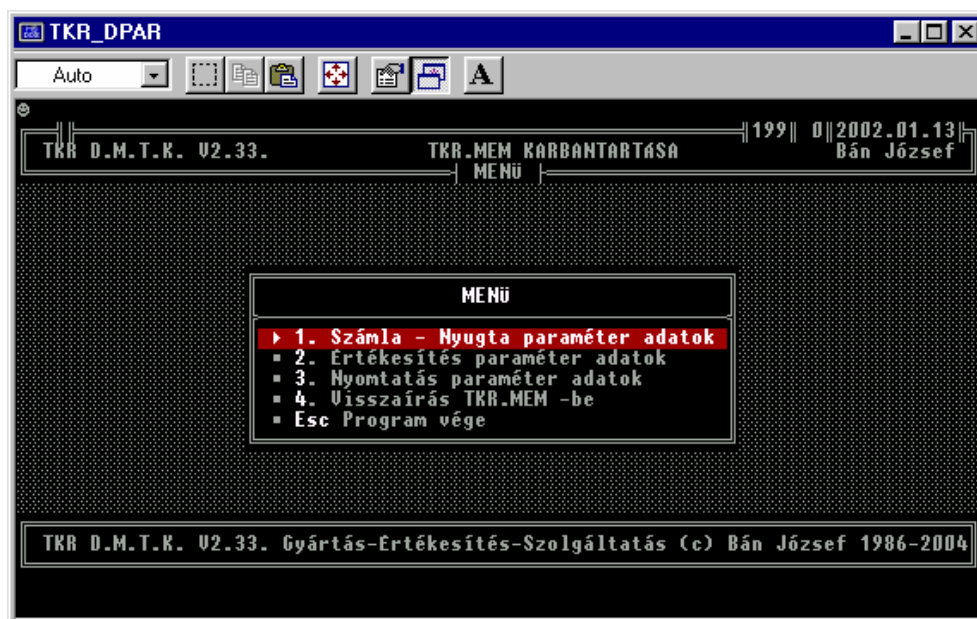 TKR_DPAR
Auto
A
199 0 2002.01.13
TKR D.M.T.K. V2.33. TKR.MEM KARBANTARTáSA Bán József
MENÜ
MENÜ
1. Számla - Nyugta paraméter adatok
2. Értékesítés paraméter adatok
3. Nyomtatás paraméter adatok
4. Visszaírás TKR.MEM -be
Esc Program vége
TKR D.M.T.K. V2.33. Gyártás-Értékesítés-Szolgáltatás (c) Bán József 1986-2004